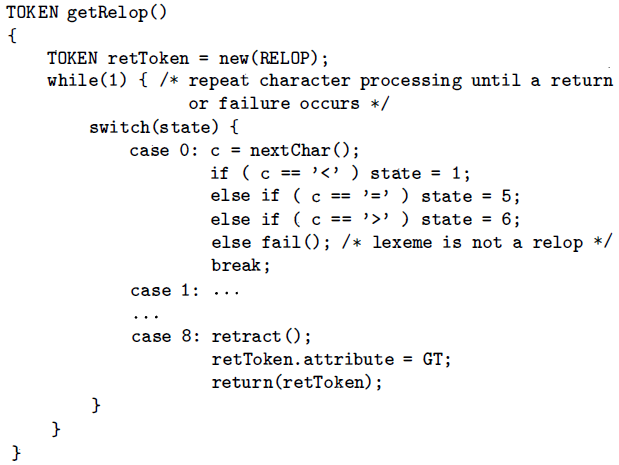 TOKEN getRelop()
{
    TOKEN retToken = new(RELOP);
    while(1) { /* repeat character processing until a return
                  or failure occurs */
        switch(state) {
            case 0: c = nextChar();
                    if ( c == '<' ) state = 1;
                    else if ( c == '=' ) state = 5;
                    else if ( c == '>' ) state = 6;
                    else fail(); /* lexeme is not a relop */
                    break;
            case 1: ...
            ...
            case 8: retract();
                    retToken.attribute = GT;
                    return(retToken);
        }
    }
}